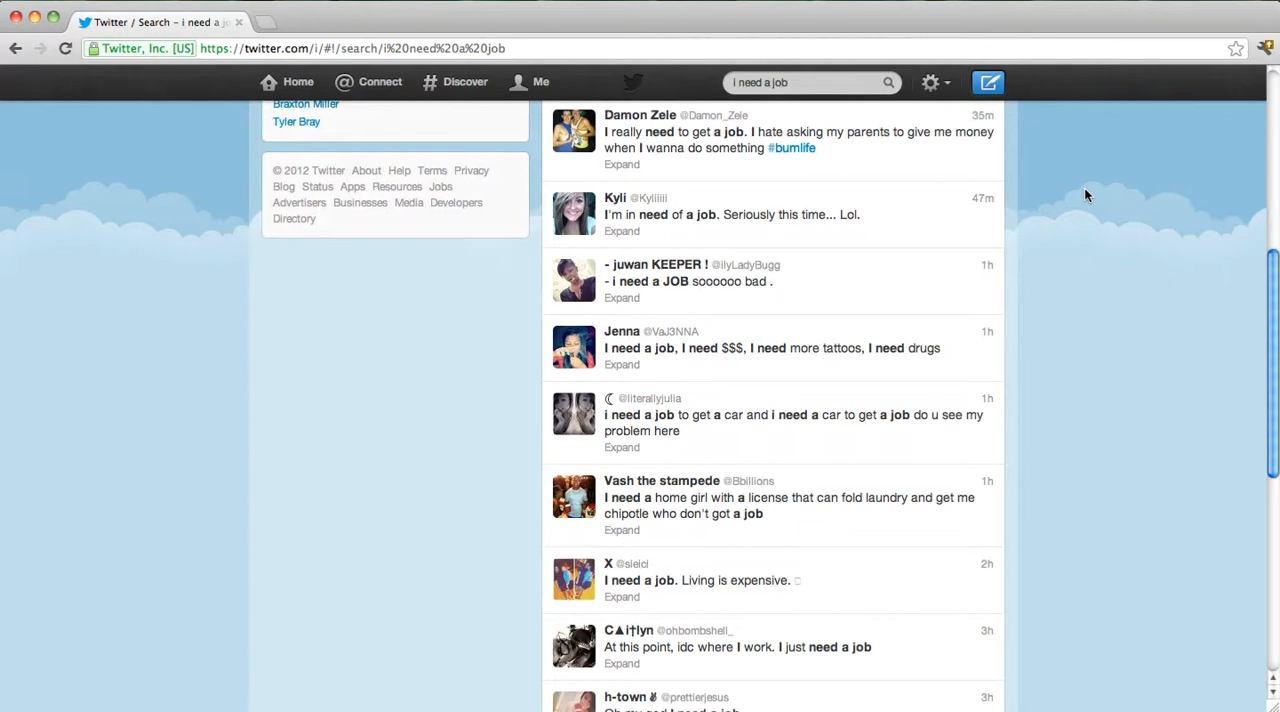 Twitter / Search - i need a jo
Twitter, Inc. [US] https://twitter.com/i/#!/search/i%20need%20a%20job
Home Connect Discover Me i need a job
Braxton Miller
Tyler Bray
© 2012 Twitter About Help Terms Privacy
Blog Status Apps Resources Jobs
Advertisers Businesses Media Developers
Directory
Damon Zele @Damon_Zele 35m
I really need to get a job. I hate asking my parents to give me money
when I wanna do something #bumlife
Expand
Kyli @Kyliiiii 47m
I'm in need of a job. Seriously this time... Lol.
Expand
- juwan KEEPER ! @ilyLadyBugg 1h
- i need a JOB soooooo bad .
Expand
Jenna @VaJ3NNA 1h
I need a job, I need $$$, I need more tattoos, I need drugs
Expand
☾ @literallyjulia 1h
i need a job to get a car and i need a car to get a job do u see my
problem here
Expand
Vash the stampede @Bbillions 1h
I need a home girl with a license that can fold laundry and get me
chipotle who don't got a job
Expand
X @sieici 2h
I need a job. Living is expensive.
Expand
C▲i†lyn @ohbombshell_ 3h
At this point, idc where I work. I just need a job
Expand
h-town ✌ @prettierjesus 3h
Oh my god I need a job